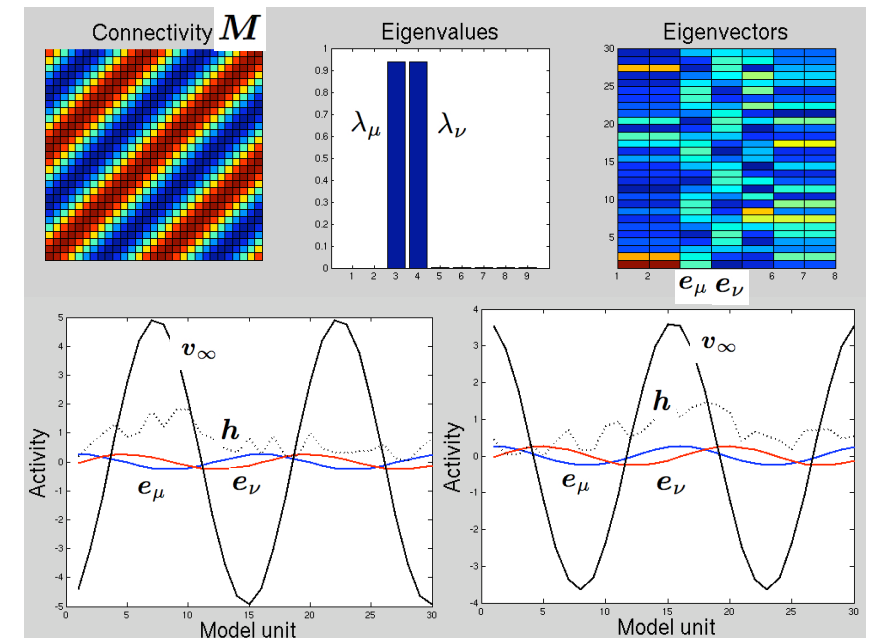 Connectivity M
Eigenvalues
1
0.9
0.8
0.7
0.6
0.5
0.4
0.3
0.2
0.1
0
λμ λν
1 2 3 4 5 6 7 8 9
Eigenvectors
30
25
20
15
10
5
1 2 6 7 8
eμ eν
Activity
5
4
3
2
1
0
-1
-2
-3
-4
-5
v∞
h
eμ eν
0 5 10 15 20 25 30
Model unit
Activity
4
3
2
1
0
-1
-2
-3
-4
v∞
h
eμ eν
0 5 10 15 20 25 30
Model unit